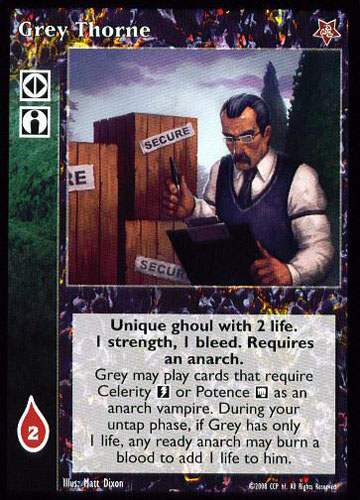 Grey Thorne
SECURE
RE
SECURE
Unique ghoul with 2 life.
1 strength, 1 bleed. Requires
an anarch.
Grey may play cards that require
Celerity or Potence as an
anarch vampire. During your
untap phase, if Grey has only
1 life, any ready anarch may burn a
blood to add 1 life to him.
2
Illus: Matt Dixon
©2008 CCP hf. All Rights Reserved